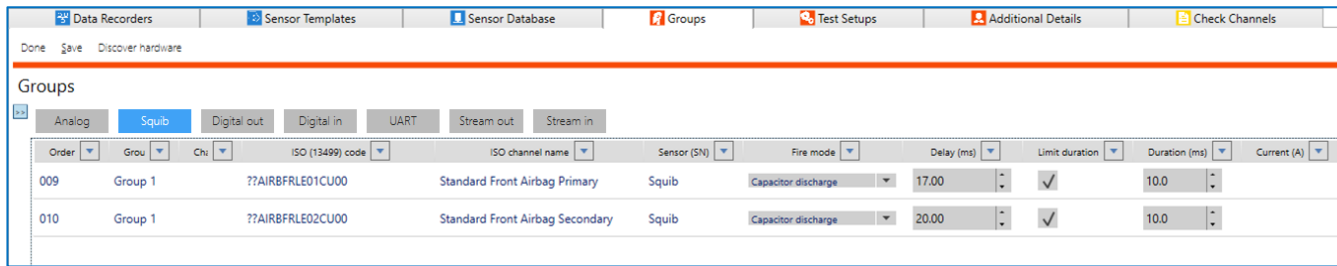 Data Recorders Sensor Templates Sensor Database Groups Test Setups Additional Details Check Channels
Done Save Discover hardware
Groups
>>
Analog Squib Digital out Digital in UART Stream out Stream in
Order Grou Cha ISO (13499) code ISO channel name Sensor (SN) Fire mode Delay (ms) Limit duration Duration (ms) Current (A)
009 Group 1 ??AIRBFRLE01CU00 Standard Front Airbag Primary Squib Capacitor discharge 17.00 10.0
010 Group 1 ??AIRBFRLE02CU00 Standard Front Airbag Secondary Squib Capacitor discharge 20.00 10.0